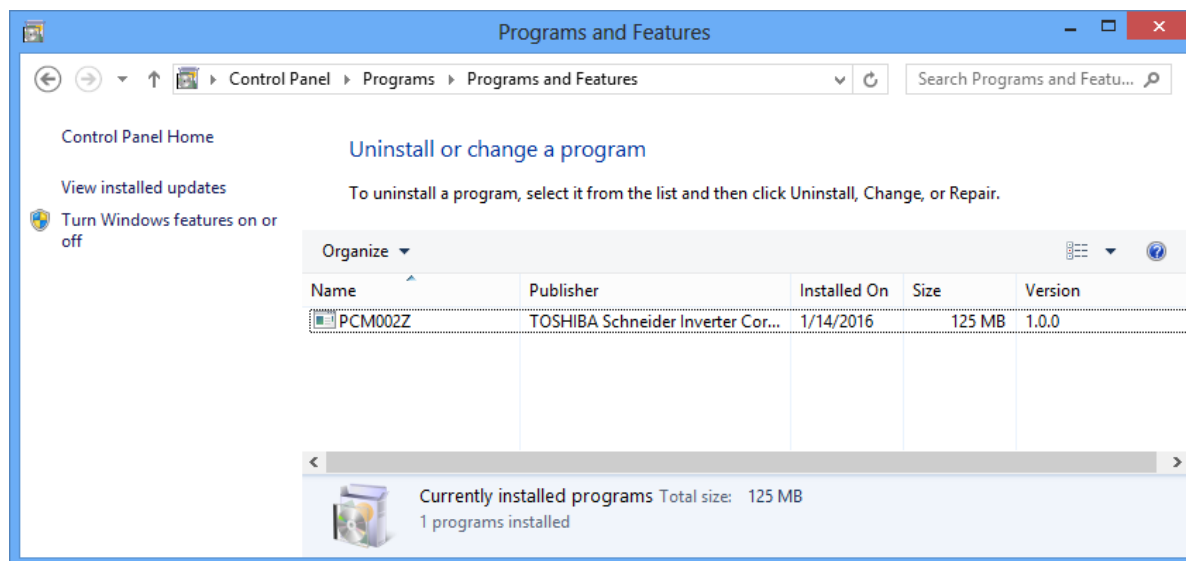 Programs and Features
Control Panel Programs Programs and Features
Search Programs and Featu...
Control Panel Home
View installed updates
Turn Windows features on or
off
Uninstall or change a program
To uninstall a program, select it from the list and then click Uninstall, Change, or Repair.
Organize
Name Publisher Installed On Size Version
PCM002Z TOSHIBA Schneider Inverter Cor... 1/14/2016 125 MB 1.0.0
Currently installed programs Total size: 125 MB
1 programs installed